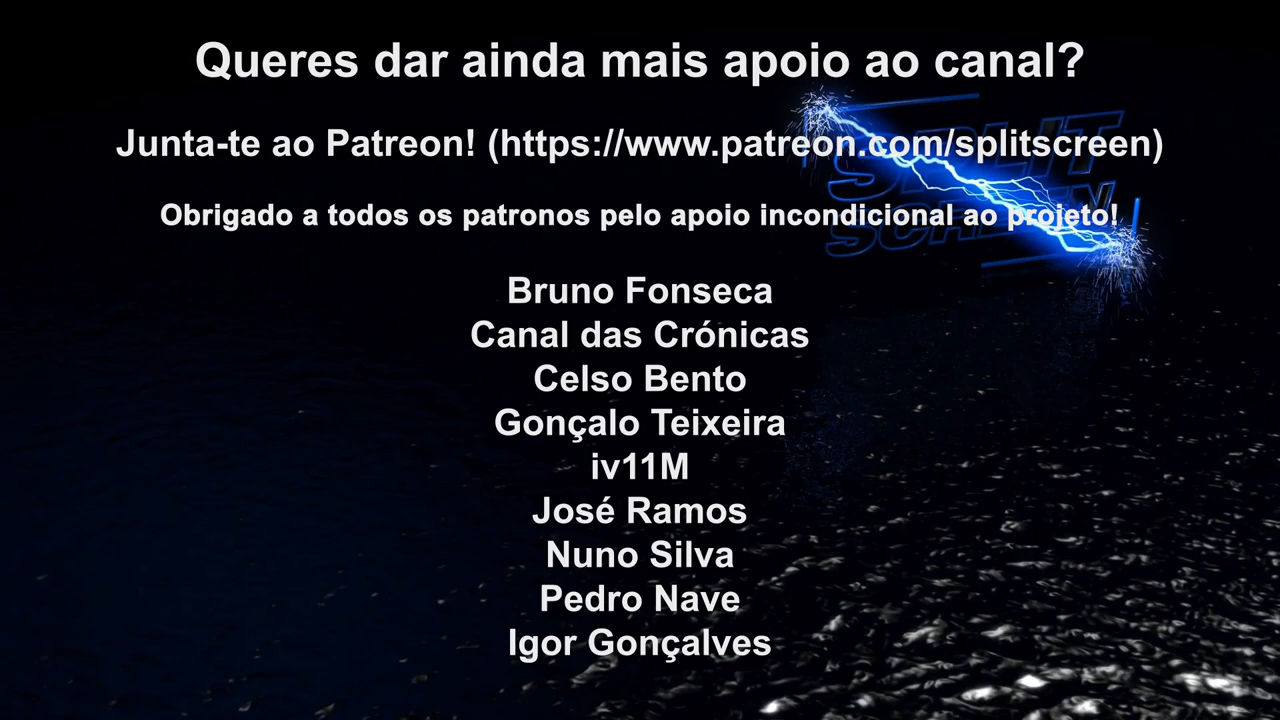 Queres dar ainda mais apoio ao canal?
Junta-te ao Patreon! (https://www.patreon.com/splitscreen)
SPLIT
SCREEN
Obrigado a todos os patronos pelo apoio incondicional ao projeto!
Bruno Fonseca
Canal das Crónicas
Celso Bento
Gonçalo Teixeira
iv11M
José Ramos
Nuno Silva
Pedro Nave
Igor Gonçalves